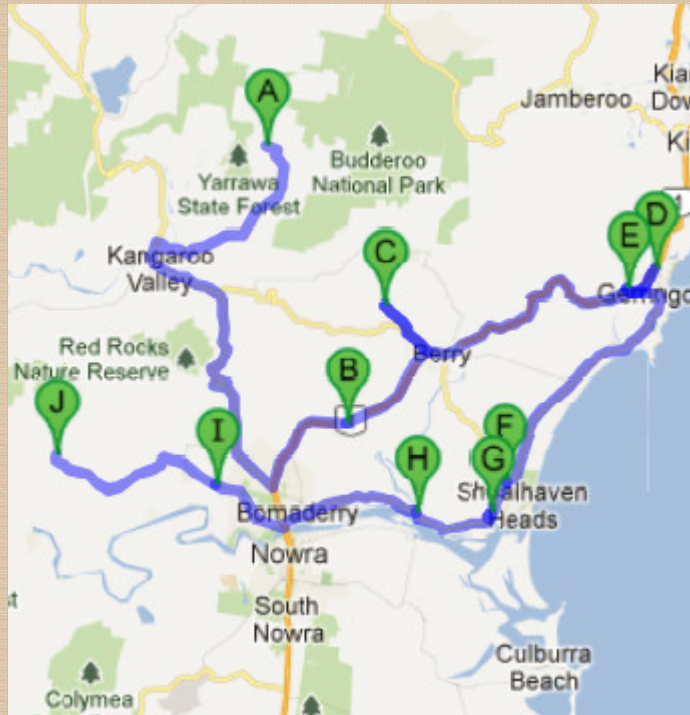 A
Jamberoo
Kia
Dow
Ki
Budderoo
National Park
Yarrawa
State Forest
D
E
C
Kangaroo
Valley
Red Rocks
Nature Reserve
Berry
B
J
I
F
G
H
Heads
Bomaderry
Nowra
South
Nowra
Culburra
Beach
Colymea